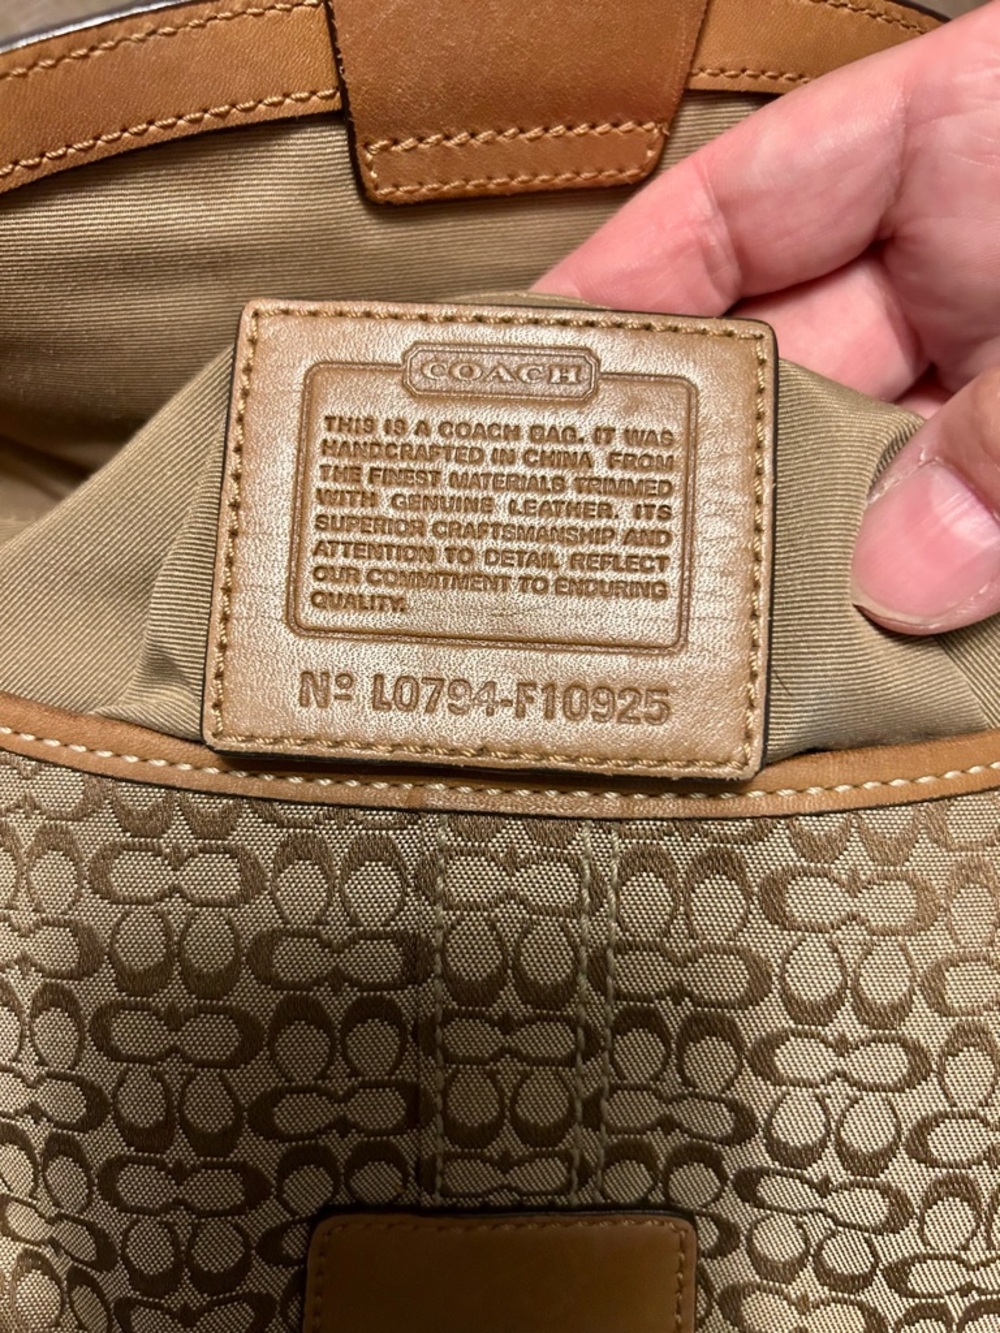 COACH
THIS IS A COACH BAG. IT WAS
HANDCRAFTED IN CHINA FROM
THE FINEST MATERIALS TRIMMED
WITH GENUINE LEATHER. ITS
SUPERIOR CRAFTSMANSHIP AND
ATTENTION TO DETAIL REFLECT
OUR COMMITMENT TO ENDURING
QUALITY.
Nº L0794-F10925